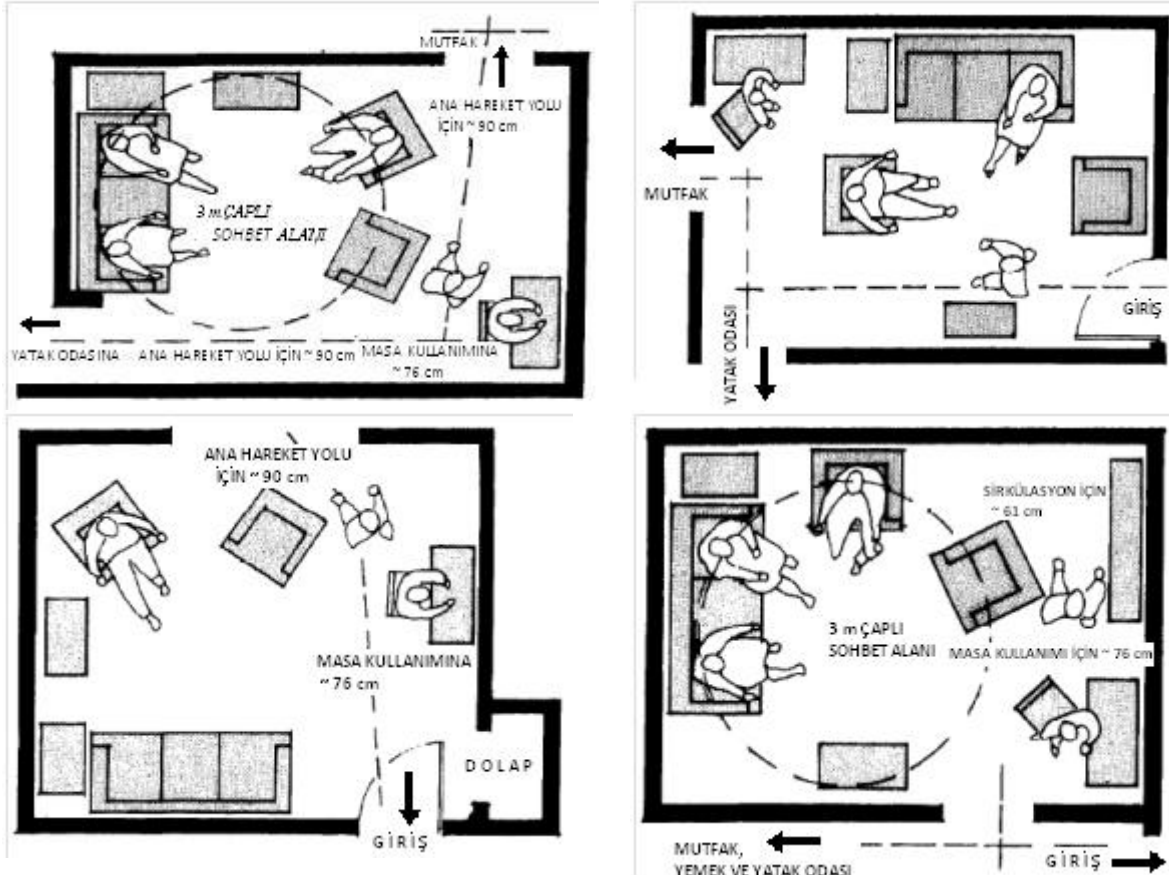 MUTFAK
ANA HAREKET YOLU
İÇİN ~ 90 cm
3 m ÇAPLI
SOHBET ALANI
YATAK ODASINA
ANA HAREKET YOLU İÇİN ~ 90 cm
MASA KULLANIMINA
~ 76 cm
MUTFAK
YATAK ODASI
GİRİŞ
ANA HAREKET YOLU
İÇİN ~ 90 cm
MASA KULLANIMINA
~ 76 cm
DOLAP
GİRİŞ
SİRKÜLASYON İÇİN
~ 61 cm
3 m ÇAPLI
SOHBET ALANI
MASA KULLANIMI İÇİN ~ 76 cm
MUTFAK,
YEMEK VE YATAK ODASI
GİRİŞ